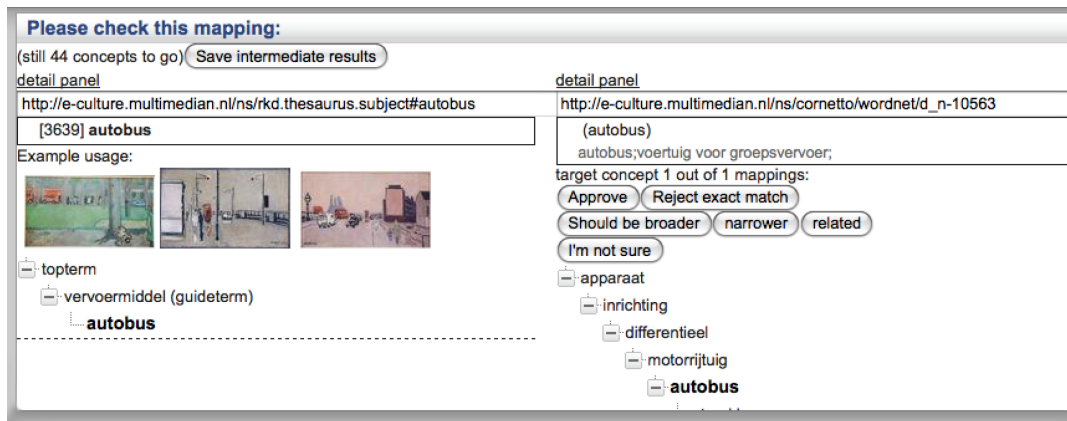 Please check this mapping:
(still 44 concepts to go) Save intermediate results
detail panel
http://e-culture.multimedian.nl/ns/rkd.thesaurus.subject#autobus
[3639] autobus
Example usage:
topterm
vervoermiddel (guideterm)
autobus
detail panel
http://e-culture.multimedian.nl/ns/cornetto/wordnet/d_n-10563
(autobus)
autobus;voertuig voor groepsvervoer;
target concept 1 out of 1 mappings:
Approve Reject exact match
Should be broader narrower related
I'm not sure
apparaat
inrichting
differentieel
motorrijtuig
autobus